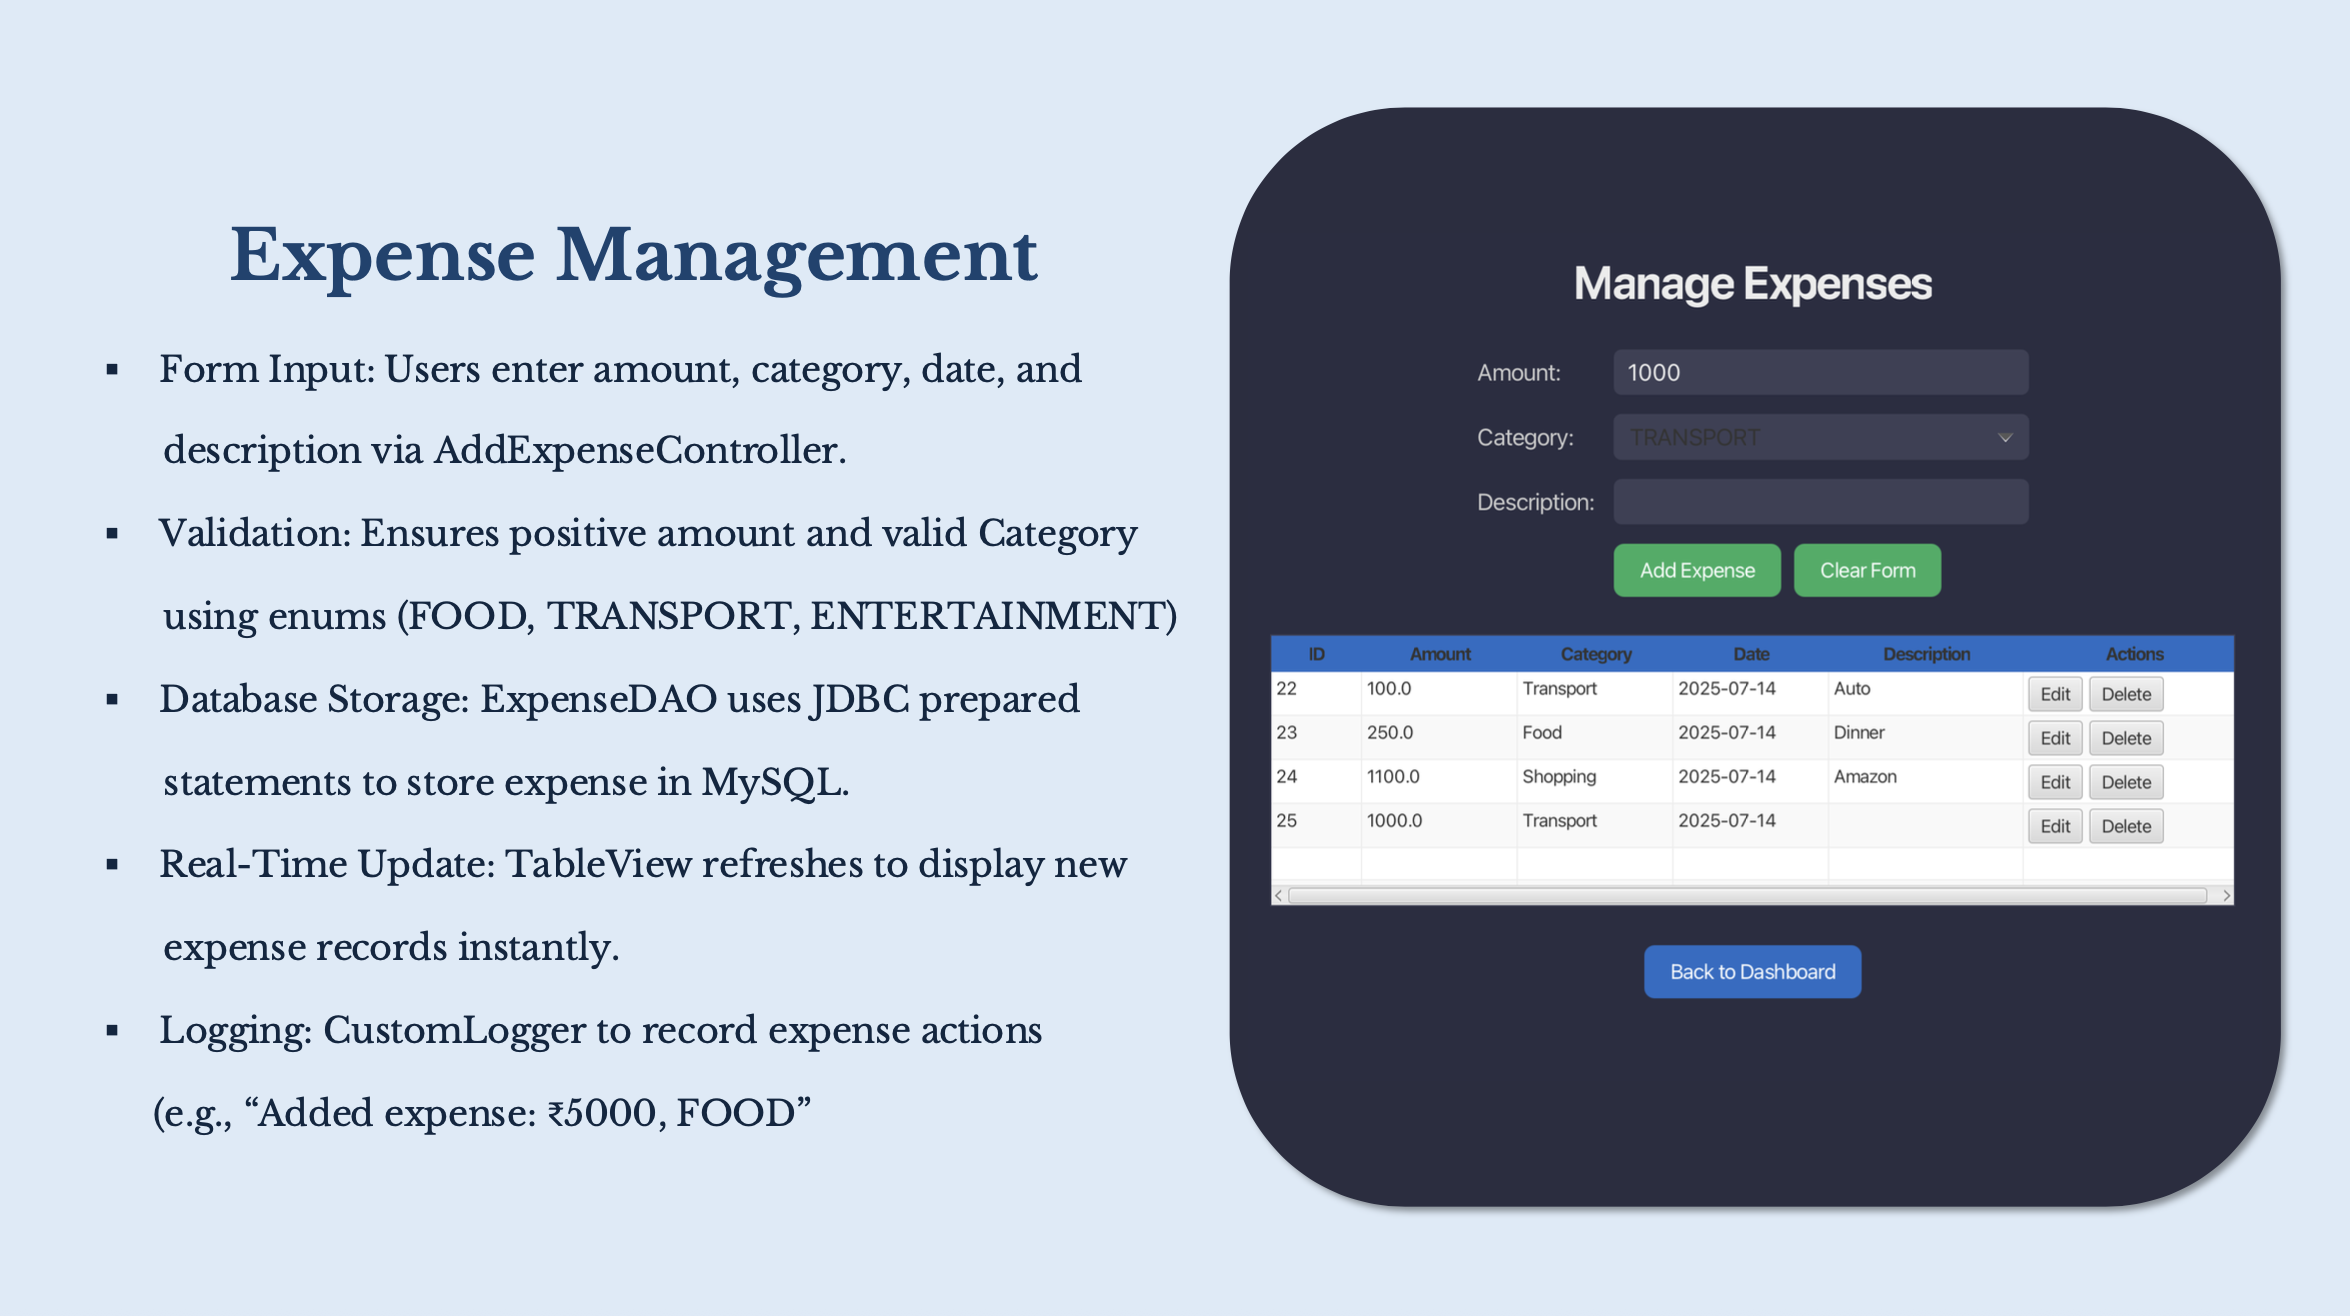 Expense Management
▪ Form Input: Users enter amount, category, date, and
description via AddExpenseController.
▪ Validation: Ensures positive amount and valid Category
using enums (FOOD, TRANSPORT, ENTERTAINMENT)
▪ Database Storage: ExpenseDAO uses JDBC prepared
statements to store expense in MySQL.
▪ Real-Time Update: TableView refreshes to display new
expense records instantly.
▪ Logging: CustomLogger to record expense actions
(e.g., “Added expense: ₹5000, FOOD”
Manage Expenses
Amount: 1000
Category: TRANSPORT
Description:
Add Expense Clear Form
ID Amount Category Date Description Actions
22 100.0 Transport 2025-07-14 Auto Edit Delete
23 250.0 Food 2025-07-14 Dinner Edit Delete
24 1100.0 Shopping 2025-07-14 Amazon Edit Delete
25 1000.0 Transport 2025-07-14 Edit Delete
Back to Dashboard